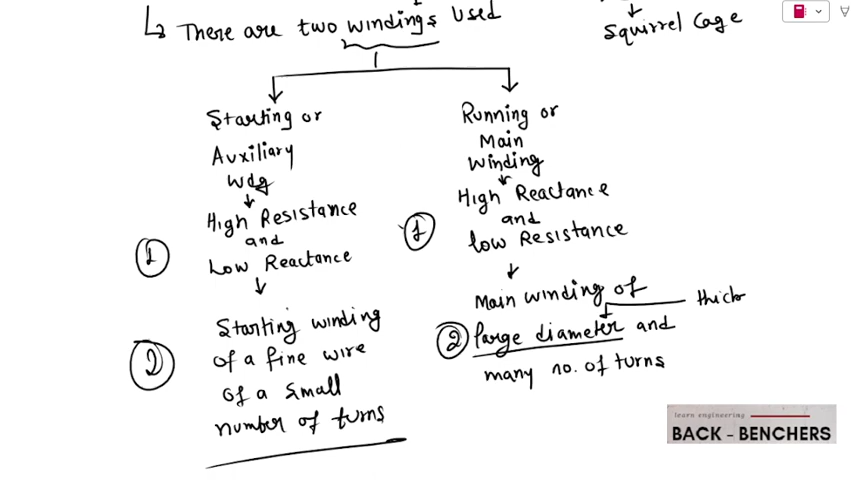 There are two windings used
Squirrel Cage
Starting or
Auxiliary
Wdg
High Resistance
and
Low Reactance
1
Starting winding
of a fine wire
of a small
number of turns
2
Running or
Main
Winding
High Reactance
and
low Resistance
1
Main winding of
thick
large diameter and
many no. of turns
2
learn engineering
BACK - BENCHERS